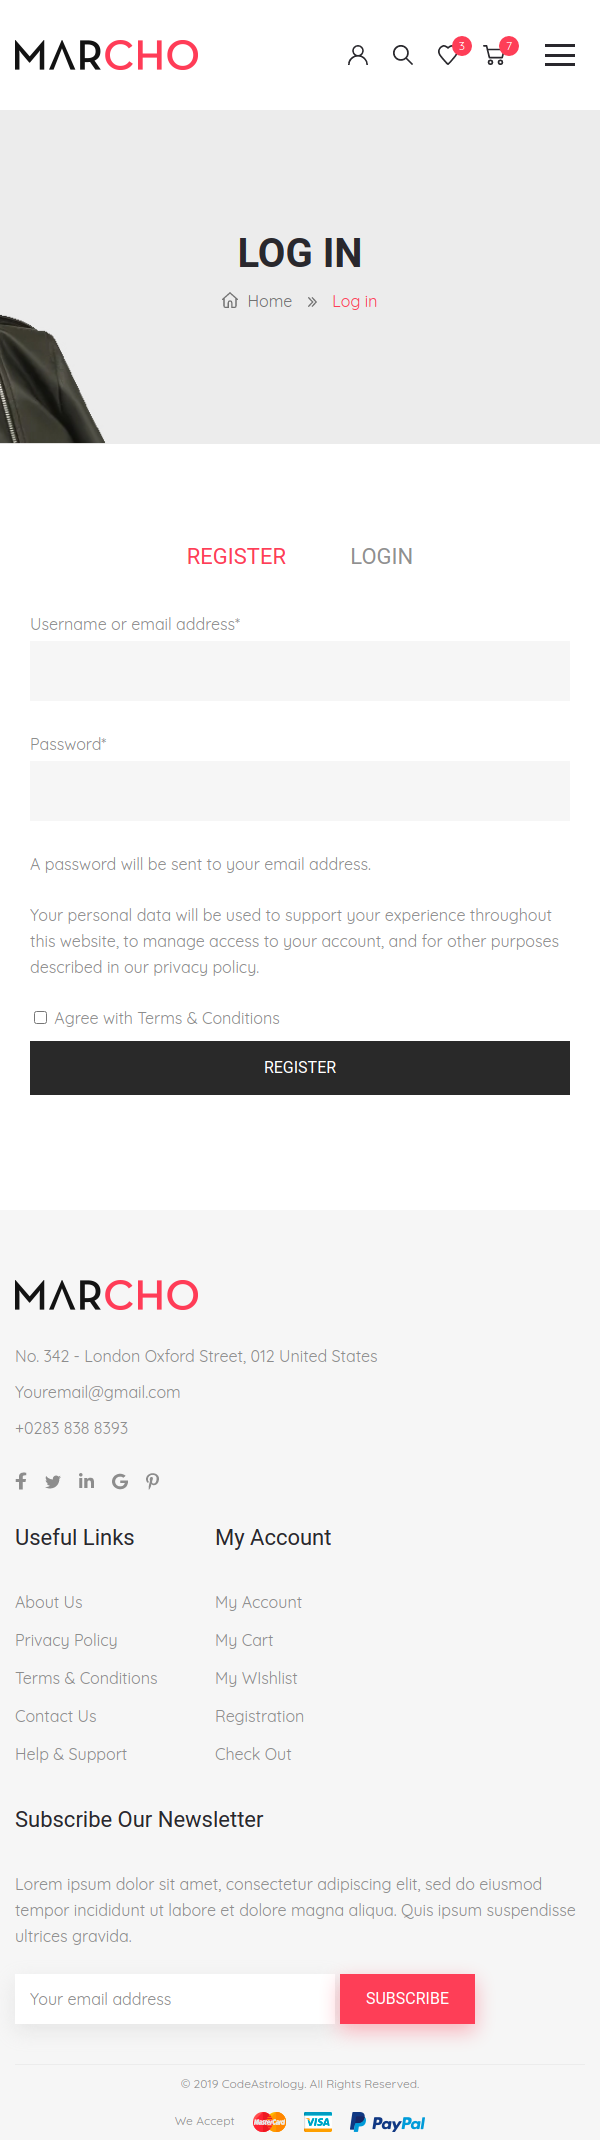 MARCHO
3
7
LOG IN
Home » Log in
REGISTER LOGIN
Username or email address*
Password*
A password will be sent to your email address.
Your personal data will be used to support your experience throughout
this website, to manage access to your account, and for other purposes
described in our privacy policy.
Agree with Terms & Conditions
REGISTER
MARCHO
No. 342 - London Oxford Street, 012 United States
Youremail@gmail.com
+0283 838 8393
Useful Links
About Us
Privacy Policy
Terms & Conditions
Contact Us
Help & Support
My Account
My Account
My Cart
My WIshlist
Registration
Check Out
Subscribe Our Newsletter
Lorem ipsum dolor sit amet, consectetur adipiscing elit, sed do eiusmod
tempor incididunt ut labore et dolore magna aliqua. Quis ipsum suspendisse
ultrices gravida.
Your email address
SUBSCRIBE
© 2019 CodeAstrology. All Rights Reserved.
We Accept MasterCard VISA PayPal